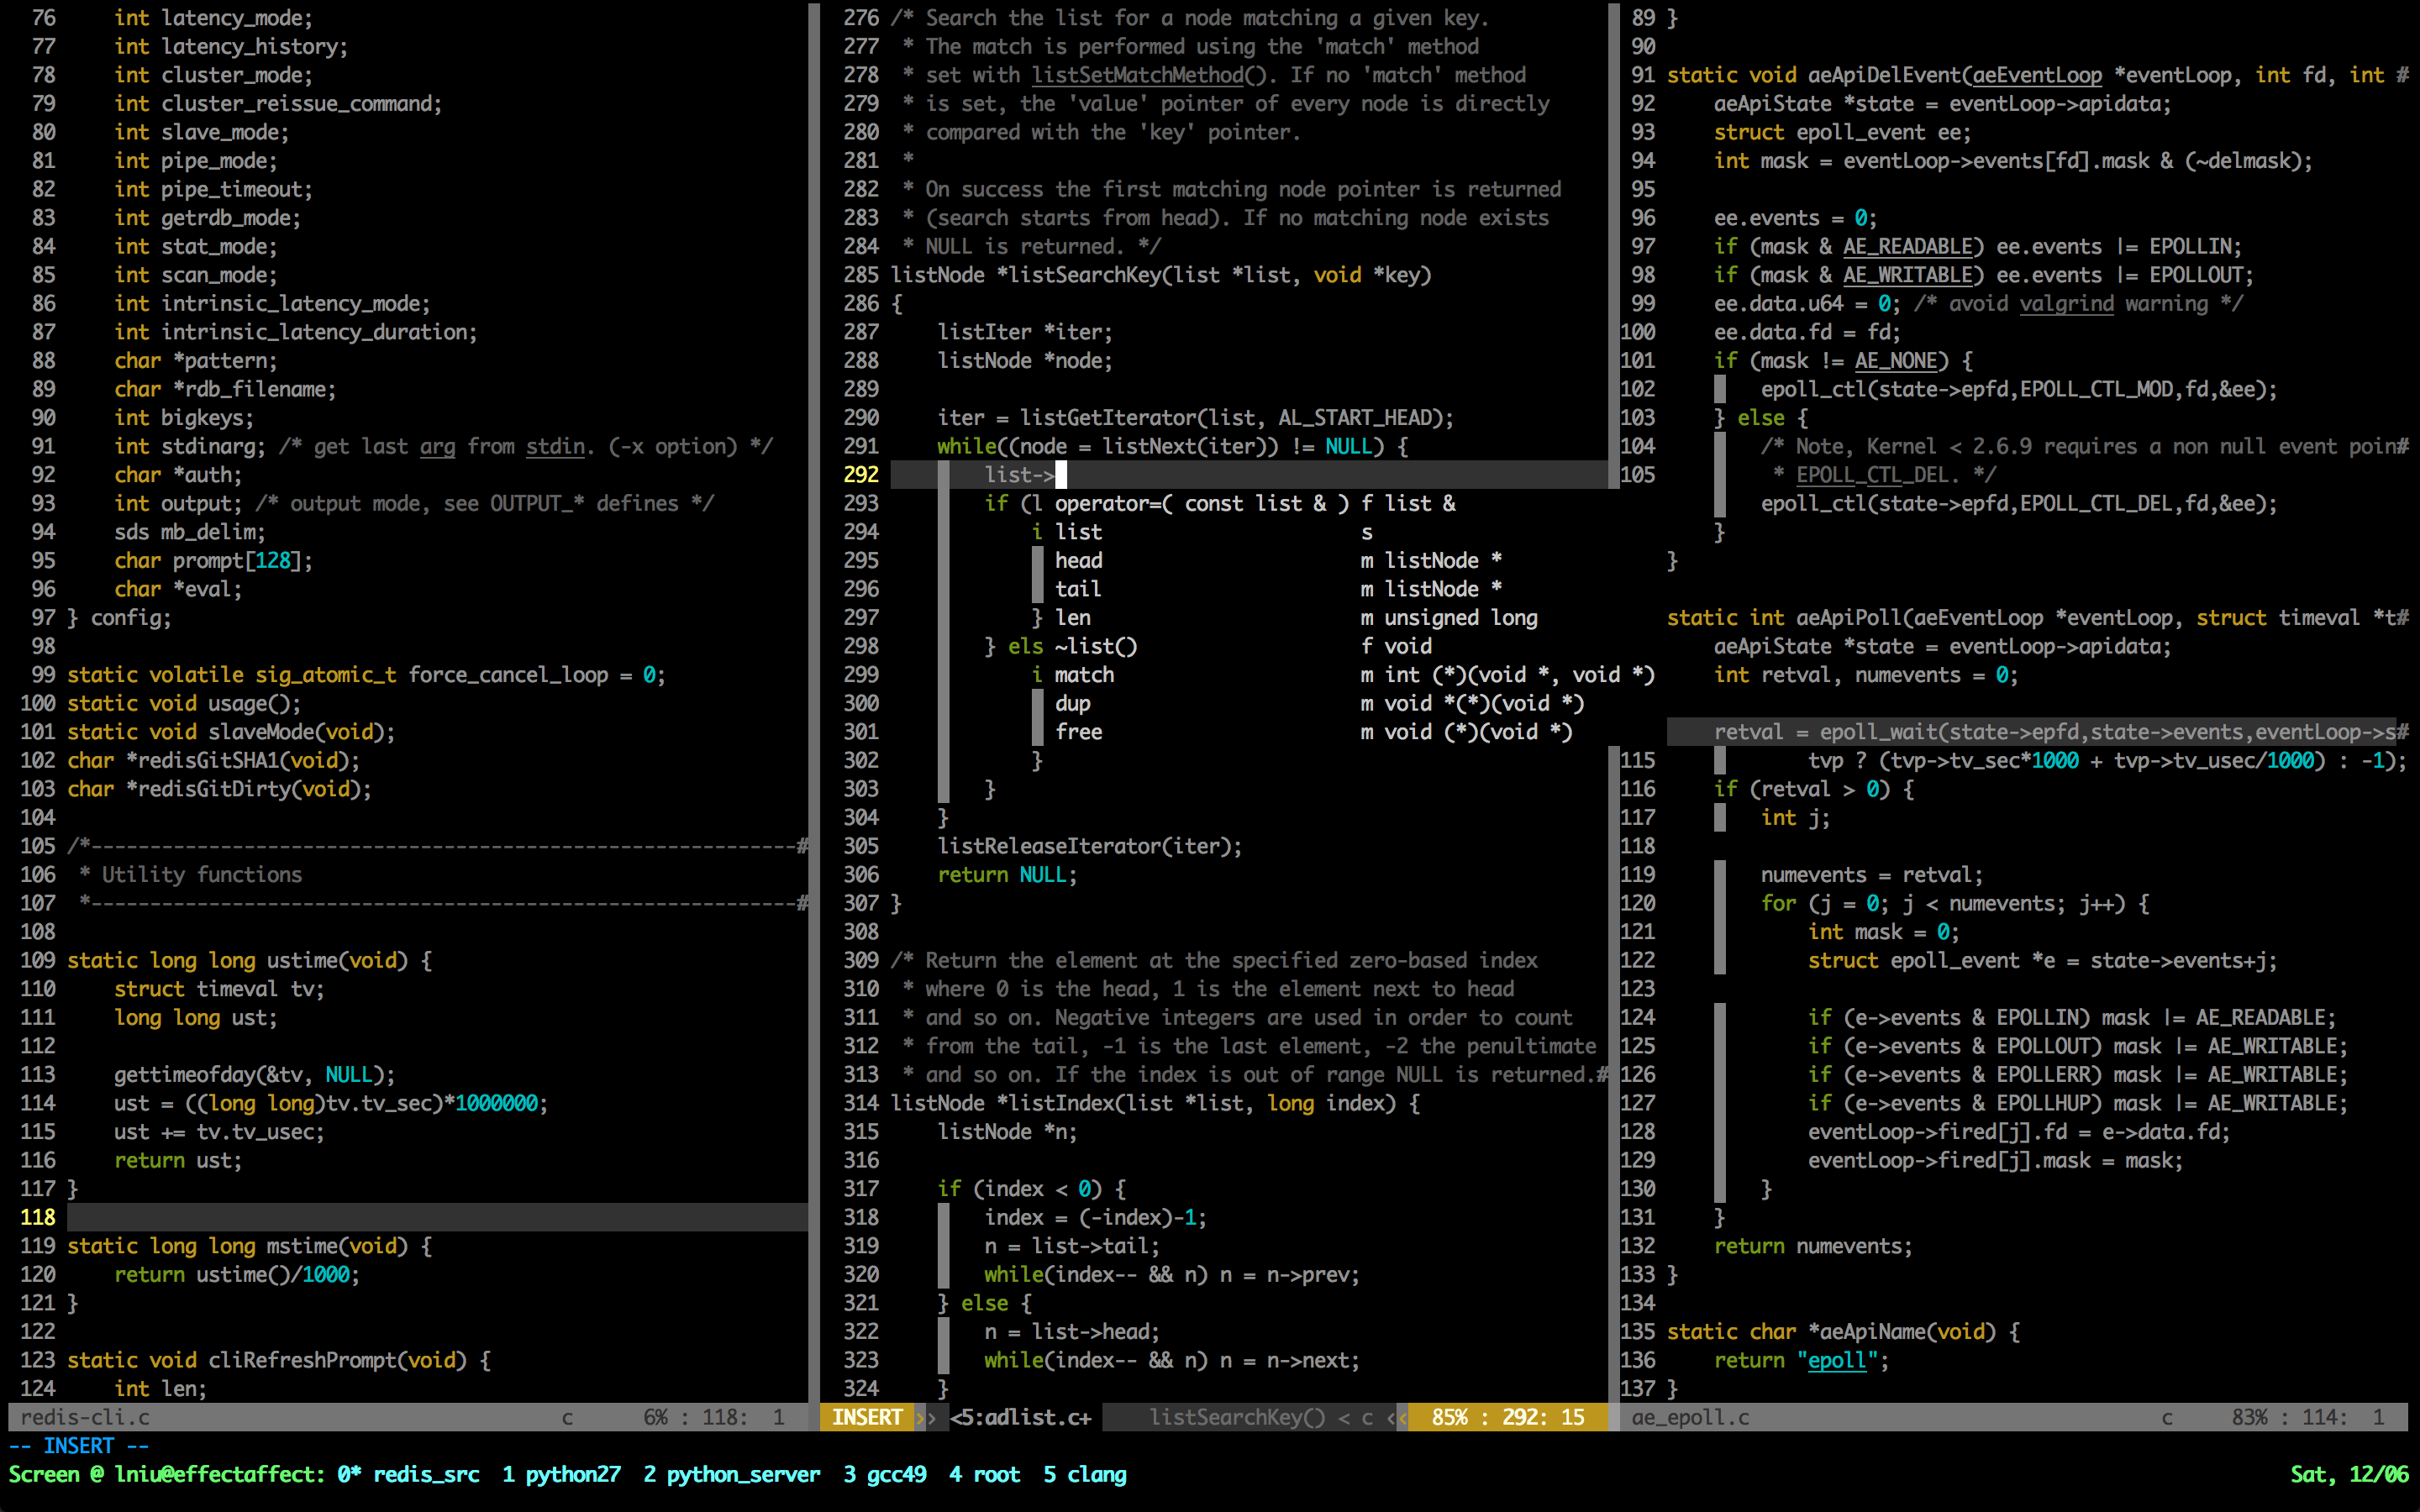 76     int latency_mode;
77     int latency_history;
78     int cluster_mode;
79     int cluster_reissue_command;
80     int slave_mode;
81     int pipe_mode;
82     int pipe_timeout;
83     int getrdb_mode;
84     int stat_mode;
85     int scan_mode;
86     int intrinsic_latency_mode;
87     int intrinsic_latency_duration;
88     char *pattern;
89     char *rdb_filename;
90     int bigkeys;
91     int stdinarg; /* get last arg from stdin. (-x option) */
92     char *auth;
93     int output; /* output mode, see OUTPUT_* defines */
94     sds mb_delim;
95     char prompt[128];
96     char *eval;
97 } config;
98
99 static volatile sig_atomic_t force_cancel_loop = 0;
100 static void usage();
101 static void slaveMode(void);
102 char *redisGitSHA1(void);
103 char *redisGitDirty(void);
104
105 /*------------------------------------------------------------#
106  * Utility functions
107  *------------------------------------------------------------#
108
109 static long long ustime(void) {
110     struct timeval tv;
111     long long ust;
112
113     gettimeofday(&tv, NULL);
114     ust = ((long long)tv.tv_sec)*1000000;
115     ust += tv.tv_usec;
116     return ust;
117 }
118
119 static long long mstime(void) {
120     return ustime()/1000;
121 }
122
123 static void cliRefreshPrompt(void) {
124     int len;
redis-cli.c c 6% : 118: 1
276 /* Search the list for a node matching a given key.
277  * The match is performed using the 'match' method
278  * set with listSetMatchMethod(). If no 'match' method
279  * is set, the 'value' pointer of every node is directly
280  * compared with the 'key' pointer.
281  *
282  * On success the first matching node pointer is returned
283  * (search starts from head). If no matching node exists
284  * NULL is returned. */
285 listNode *listSearchKey(list *list, void *key)
286 {
287     listIter *iter;
288     listNode *node;
289
290     iter = listGetIterator(list, AL_START_HEAD);
291     while((node = listNext(iter)) != NULL) {
292         list->
293         if (l operator=( const list & ) f list &
294             i list                      s
295               head                      m listNode *
296               tail                      m listNode *
297             } len                       m unsigned long
298         } els ~list()                   f void
299             i match                     m int (*)(void *, void *)
300               dup                       m void *(*)(void *)
301               free                      m void (*)(void *)
302             }
303         }
304     }
305     listReleaseIterator(iter);
306     return NULL;
307 }
308
309 /* Return the element at the specified zero-based index
310  * where 0 is the head, 1 is the element next to head
311  * and so on. Negative integers are used in order to count
312  * from the tail, -1 is the last element, -2 the penultimate
313  * and so on. If the index is out of range NULL is returned.#
314 listNode *listIndex(list *list, long index) {
315     listNode *n;
316
317     if (index < 0) {
318         index = (-index)-1;
319         n = list->tail;
320         while(index-- && n) n = n->prev;
321     } else {
322         n = list->head;
323         while(index-- && n) n = n->next;
324     }
INSERT >> <5:adlist.c+ listSearchKey() < c << 85% : 292: 15
89 }
90
91 static void aeApiDelEvent(aeEventLoop *eventLoop, int fd, int #
92     aeApiState *state = eventLoop->apidata;
93     struct epoll_event ee;
94     int mask = eventLoop->events[fd].mask & (~delmask);
95
96     ee.events = 0;
97     if (mask & AE_READABLE) ee.events |= EPOLLIN;
98     if (mask & AE_WRITABLE) ee.events |= EPOLLOUT;
99     ee.data.u64 = 0; /* avoid valgrind warning */
100     ee.data.fd = fd;
101     if (mask != AE_NONE) {
102         epoll_ctl(state->epfd,EPOLL_CTL_MOD,fd,&ee);
103     } else {
104         /* Note, Kernel < 2.6.9 requires a non null event poin#
105          * EPOLL_CTL_DEL. */
        epoll_ctl(state->epfd,EPOLL_CTL_DEL,fd,&ee);
    }
}

static int aeApiPoll(aeEventLoop *eventLoop, struct timeval *t#
    aeApiState *state = eventLoop->apidata;
    int retval, numevents = 0;

    retval = epoll_wait(state->epfd,state->events,eventLoop->s#
115             tvp ? (tvp->tv_sec*1000 + tvp->tv_usec/1000) : -1);
116     if (retval > 0) {
117         int j;
118
119         numevents = retval;
120         for (j = 0; j < numevents; j++) {
121             int mask = 0;
122             struct epoll_event *e = state->events+j;
123
124             if (e->events & EPOLLIN) mask |= AE_READABLE;
125             if (e->events & EPOLLOUT) mask |= AE_WRITABLE;
126             if (e->events & EPOLLERR) mask |= AE_WRITABLE;
127             if (e->events & EPOLLHUP) mask |= AE_WRITABLE;
128             eventLoop->fired[j].fd = e->data.fd;
129             eventLoop->fired[j].mask = mask;
130         }
131     }
132     return numevents;
133 }
134
135 static char *aeApiName(void) {
136     return "epoll";
137 }
ae_epoll.c c 83% : 114: 1
-- INSERT --
Screen @ lniu@effectaffect: 0* redis_src  1 python27  2 python_server  3 gcc49  4 root  5 clang Sat, 12/06